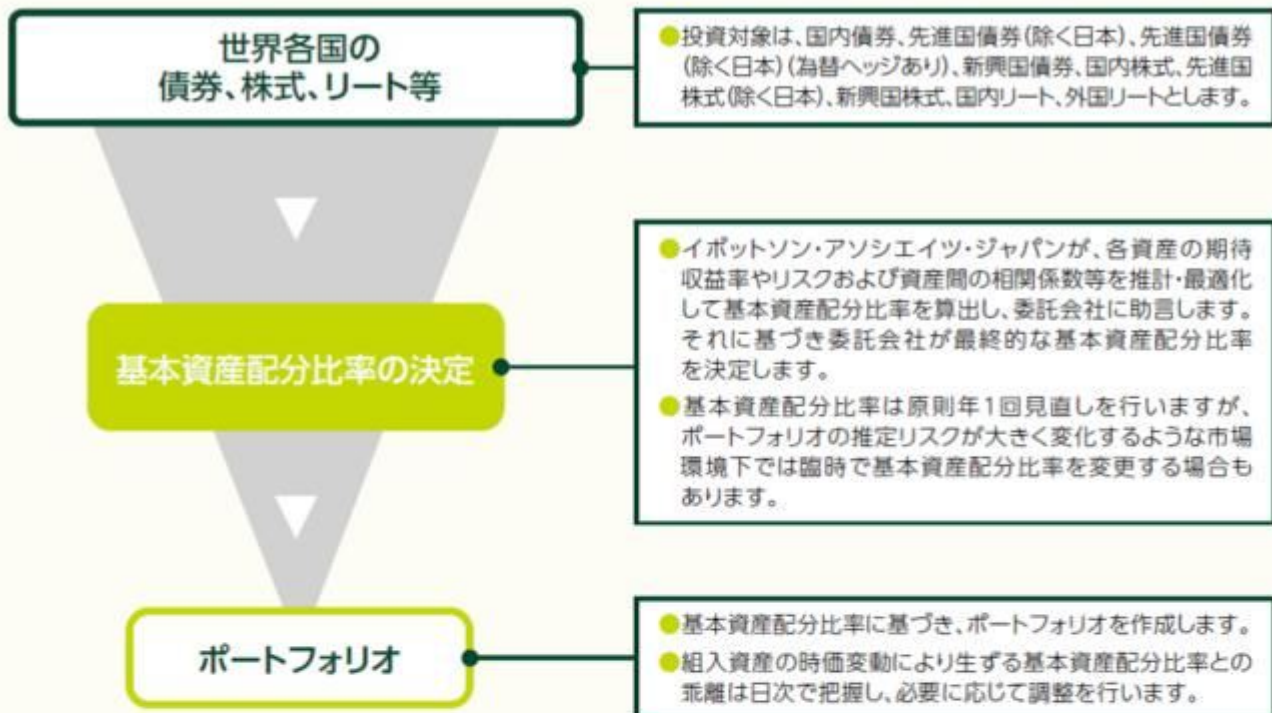 世界各国の
債券、株式、リート等
●投資対象は、国内債券、先進国債券(除く日本)、先進国債券
(除く日本)(為替ヘッジあり)、新興国債券、国内株式、先進国
株式(除く日本)、新興国株式、国内リート、外国リートとします。
基本資産配分比率の決定
●イボットソン・アソシエイツ・ジャパンが、各資産の期待
収益率やリスクおよび資産間の相関係数等を推計・最適化
して基本資産配分比率を算出し、委託会社に助言します。
それに基づき委託会社が最終的な基本資産配分比率
を決定します。
●基本資産配分比率は原則年1回見直しを行いますが、
ポートフォリオの推定リスクが大きく変化するような市場
環境下では臨時で基本資産配分比率を変更する場合も
あります。
ポートフォリオ
●基本資産配分比率に基づき、ポートフォリオを作成します。
●組入資産の時価変動により生ずる基本資産配分比率との
乖離は日次で把握し、必要に応じて調整を行います。